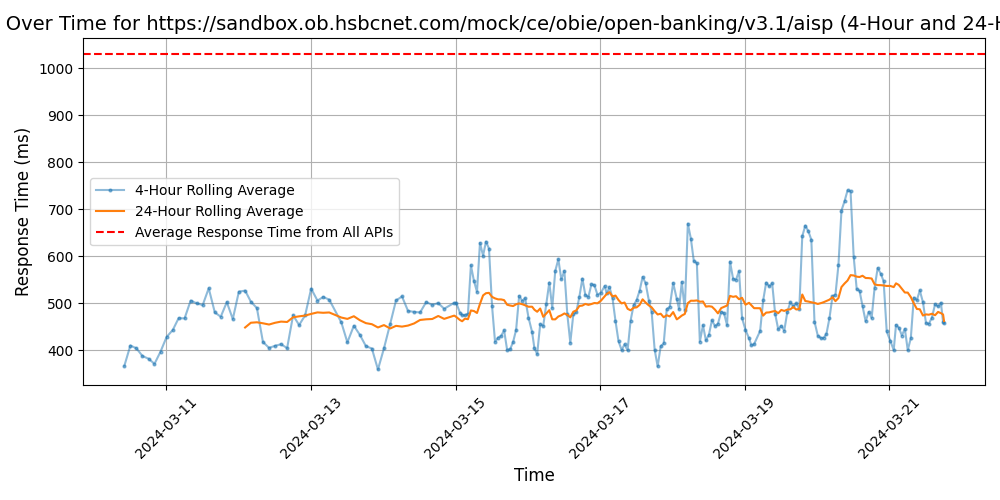 Over Time for https://sandbox.ob.hsbcnet.com/mock/ce/obie/open-banking/v3.1/aisp (4-Hour and 24-H
Response Time (ms)
1000
900
800
700
600
500
400
4-Hour Rolling Average
24-Hour Rolling Average
Average Response Time from All APIs
2024-03-11
2024-03-13
2024-03-15
2024-03-17
2024-03-19
2024-03-21
Time